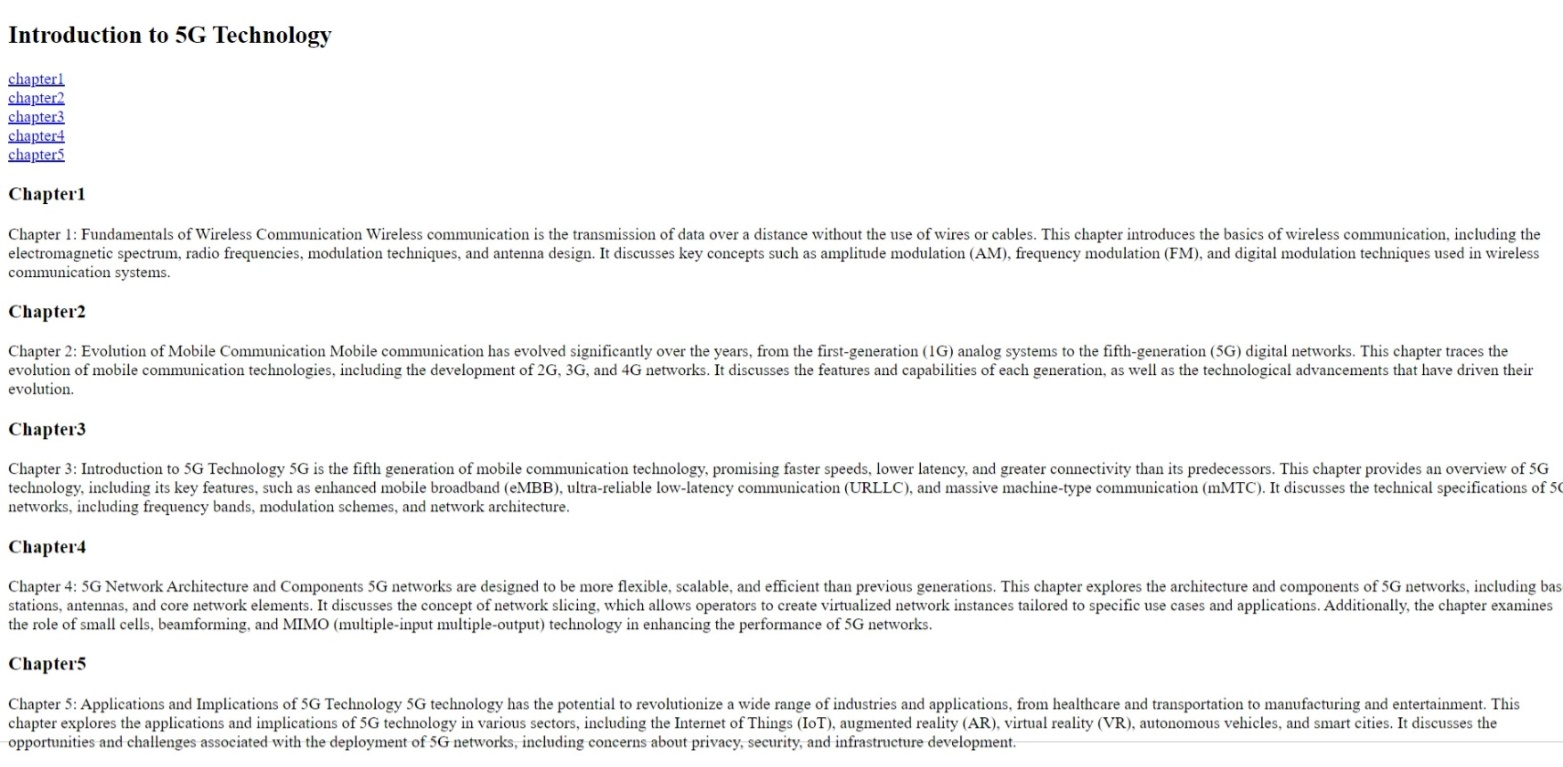 Introduction to 5G Technology
chapter1
chapter2
chapter3
chapter4
chapter5
Chapter1
Chapter 1: Fundamentals of Wireless Communication Wireless communication is the transmission of data over a distance without the use of wires or cables. This chapter introduces the basics of wireless communication, including the
electromagnetic spectrum, radio frequencies, modulation techniques, and antenna design. It discusses key concepts such as amplitude modulation (AM), frequency modulation (FM), and digital modulation techniques used in wireless
communication systems.
Chapter2
Chapter 2: Evolution of Mobile Communication Mobile communication has evolved significantly over the years, from the first-generation (1G) analog systems to the fifth-generation (5G) digital networks. This chapter traces the
evolution of mobile communication technologies, including the development of 2G, 3G, and 4G networks. It discusses the features and capabilities of each generation, as well as the technological advancements that have driven their
evolution.
Chapter3
Chapter 3: Introduction to 5G Technology 5G is the fifth generation of mobile communication technology, promising faster speeds, lower latency, and greater connectivity than its predecessors. This chapter provides an overview of 5G
technology, including its key features, such as enhanced mobile broadband (eMBB), ultra-reliable low-latency communication (URLLC), and massive machine-type communication (mMTC). It discusses the technical specifications of 5G
networks, including frequency bands, modulation schemes, and network architecture.
Chapter4
Chapter 4: 5G Network Architecture and Components 5G networks are designed to be more flexible, scalable, and efficient than previous generations. This chapter explores the architecture and components of 5G networks, including bas
stations, antennas, and core network elements. It discusses the concept of network slicing, which allows operators to create virtualized network instances tailored to specific use cases and applications. Additionally, the chapter examines
the role of small cells, beamforming, and MIMO (multiple-input multiple-output) technology in enhancing the performance of 5G networks.
Chapter5
Chapter 5: Applications and Implications of 5G Technology 5G technology has the potential to revolutionize a wide range of industries and applications, from healthcare and transportation to manufacturing and entertainment. This
chapter explores the applications and implications of 5G technology in various sectors, including the Internet of Things (IoT), augmented reality (AR), virtual reality (VR), autonomous vehicles, and smart cities. It discusses the
opportunities and challenges associated with the deployment of 5G networks, including concerns about privacy, security, and infrastructure development.